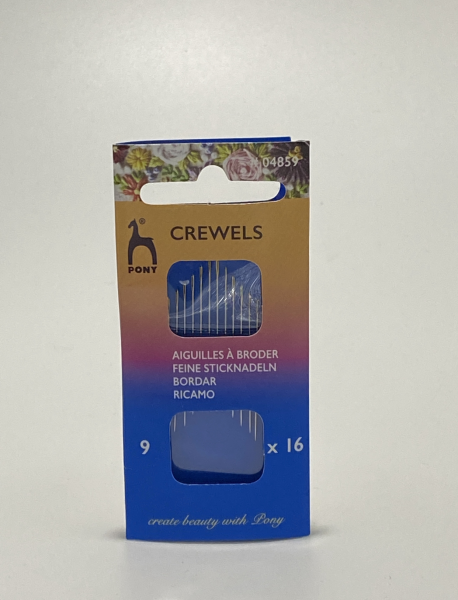 04859
CREWELS
®
PONY
AIGUILLES À BRODER
FEINE STICKNADELN
BORDAR
RICAMO
9 x 16
create beauty with Pony